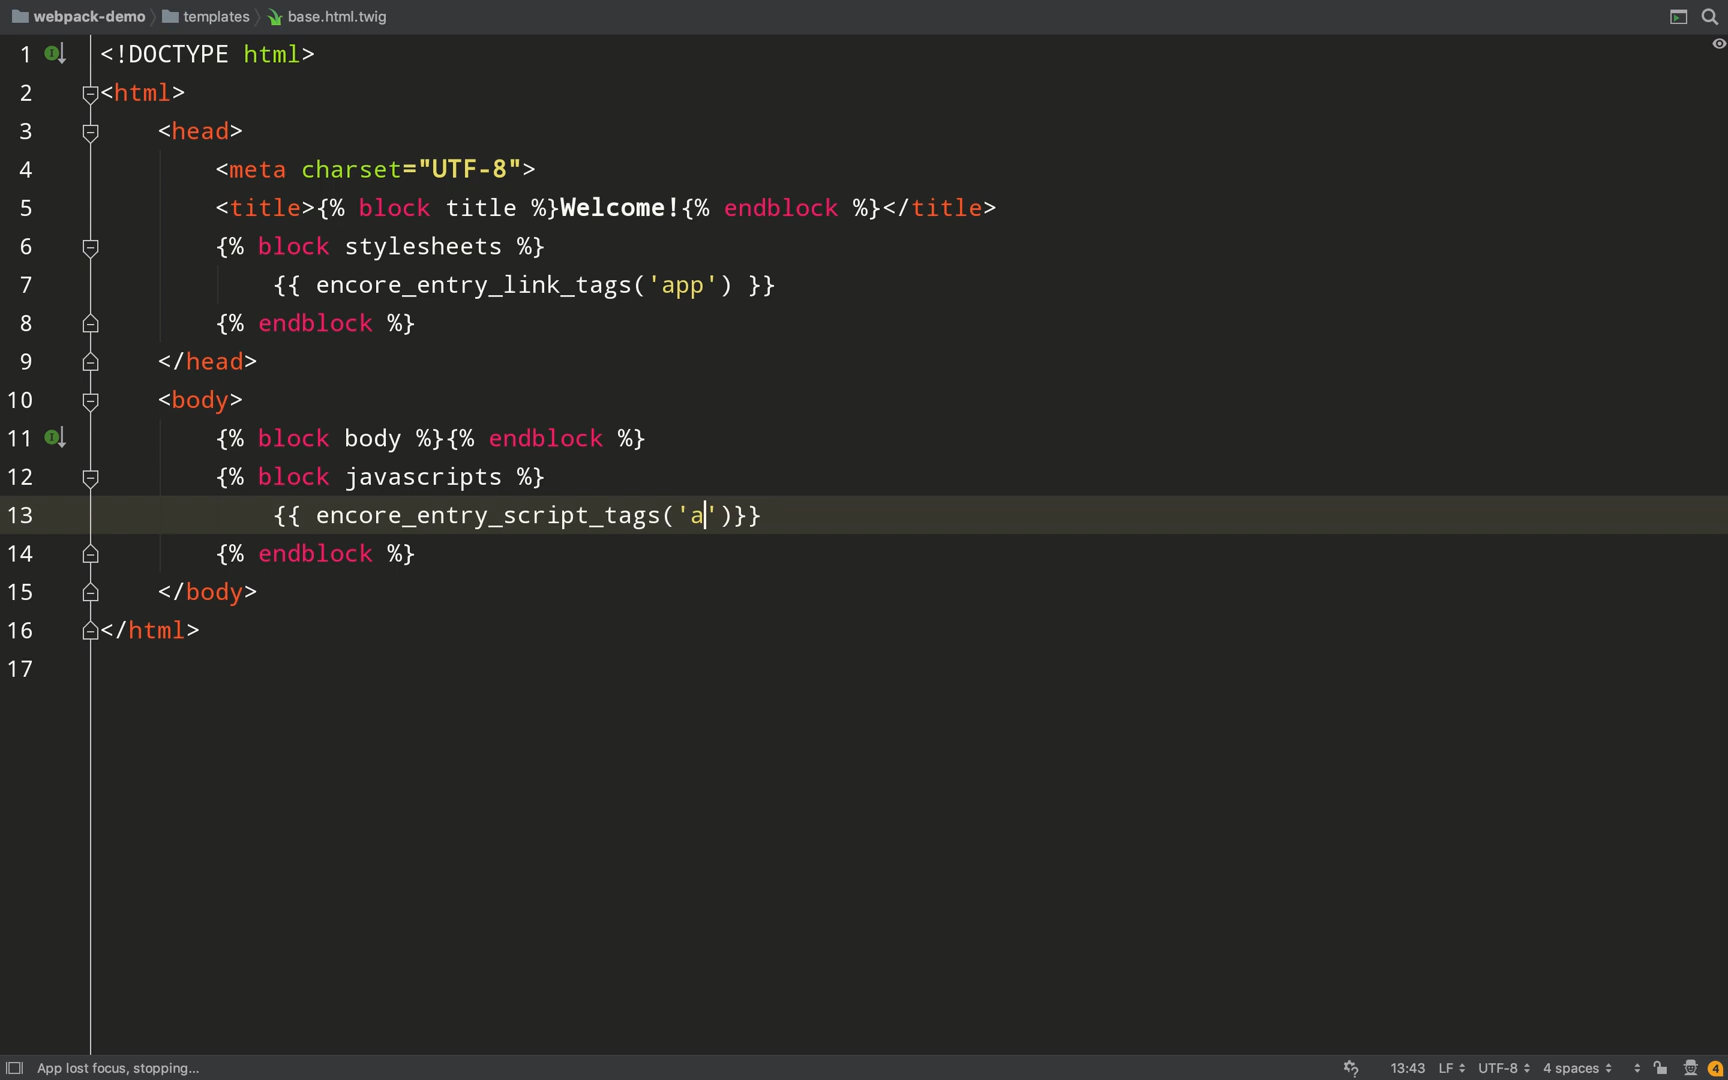 webpack-demo templates base.html.twig
1 <!DOCTYPE html>
2 <html>
3 <head>
4 <meta charset="UTF-8">
5 <title>{% block title %}Welcome!{% endblock %}</title>
6 {% block stylesheets %}
7 {{ encore_entry_link_tags('app') }}
8 {% endblock %}
9 </head>
10 <body>
11 {% block body %}{% endblock %}
12 {% block javascripts %}
13 {{ encore_entry_script_tags('a')}}
14 {% endblock %}
15 </body>
16 </html>
17
App lost focus, stopping... 13:43 LF UTF-8 4 spaces 4